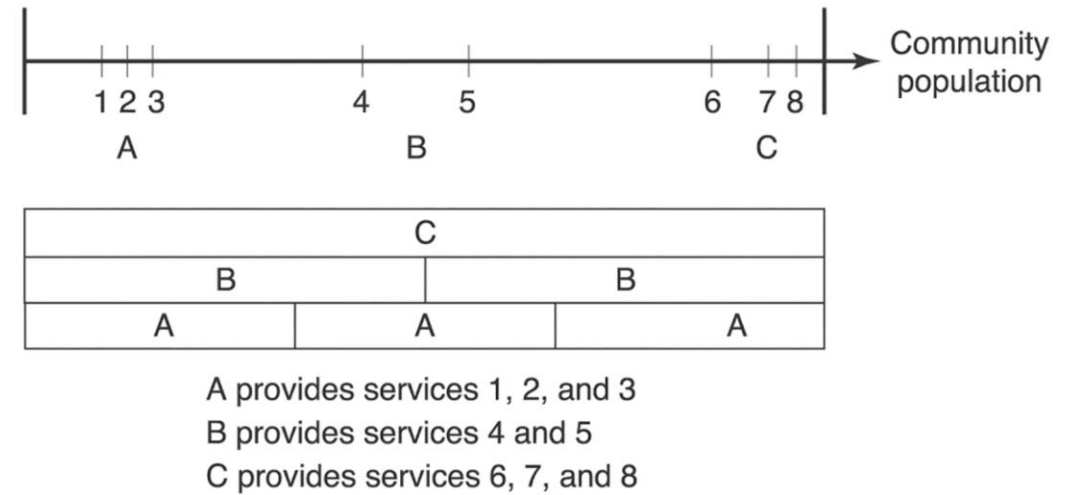 Community
population
1 2 3 4 5 6 7 8
A B C
C
B B
A A A
A provides services 1, 2, and 3
B provides services 4 and 5
C provides services 6, 7, and 8